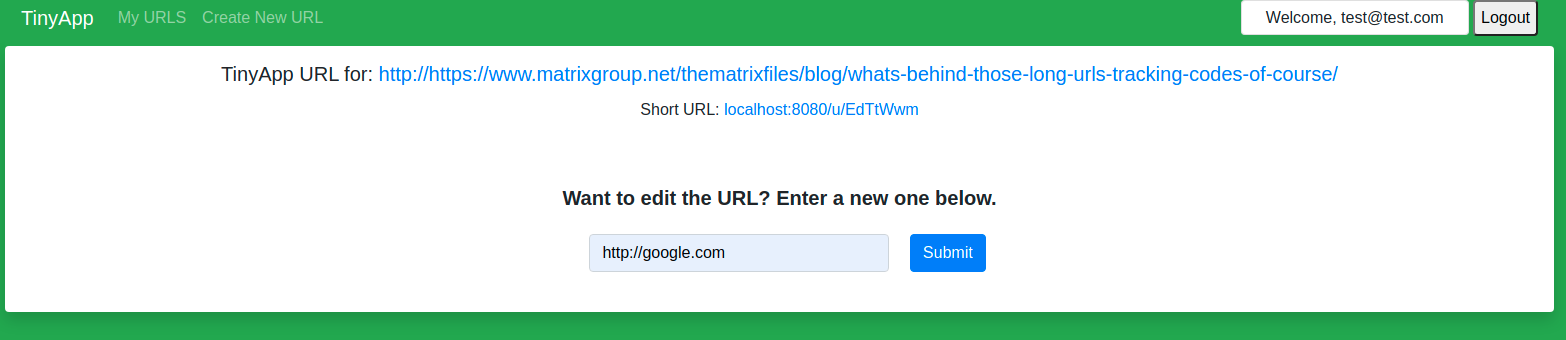 TinyApp My URLS Create New URL Welcome, test@test.com Logout
TinyApp URL for: http://https://www.matrixgroup.net/thematrixfiles/blog/whats-behind-those-long-urls-tracking-codes-of-course/
Short URL: localhost:8080/u/EdTtWwm
Want to edit the URL? Enter a new one below.
http://google.com Submit